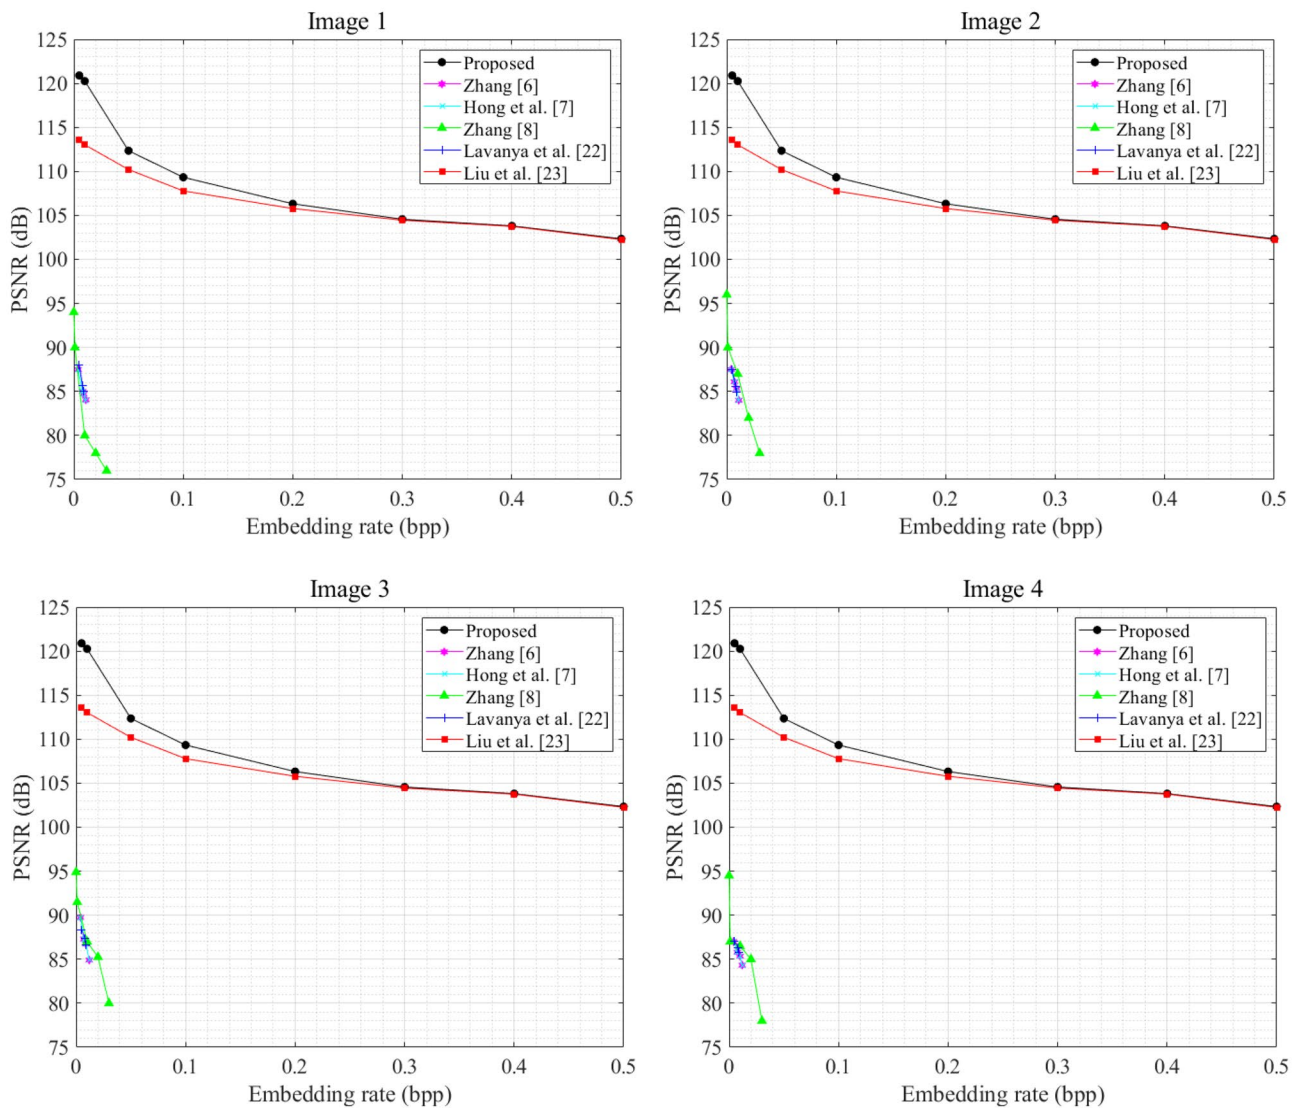 Image 1
125
120
115
110
105
100
95
90
85
80
75
PSNR (dB)
Proposed
Zhang [6]
Hong et al. [7]
Zhang [8]
Lavanya et al. [22]
Liu et al. [23]
0 0.1 0.2 0.3 0.4 0.5
Embedding rate (bpp)
Image 2
125
120
115
110
105
100
95
90
85
80
75
PSNR (dB)
Proposed
Zhang [6]
Hong et al. [7]
Zhang [8]
Lavanya et al. [22]
Liu et al. [23]
0 0.1 0.2 0.3 0.4 0.5
Embedding rate (bpp)
Image 3
125
120
115
110
105
100
95
90
85
80
75
PSNR (dB)
Proposed
Zhang [6]
Hong et al. [7]
Zhang [8]
Lavanya et al. [22]
Liu et al. [23]
0 0.1 0.2 0.3 0.4 0.5
Embedding rate (bpp)
Image 4
125
120
115
110
105
100
95
90
85
80
75
PSNR (dB)
Proposed
Zhang [6]
Hong et al. [7]
Zhang [8]
Lavanya et al. [22]
Liu et al. [23]
0 0.1 0.2 0.3 0.4 0.5
Embedding rate (bpp)